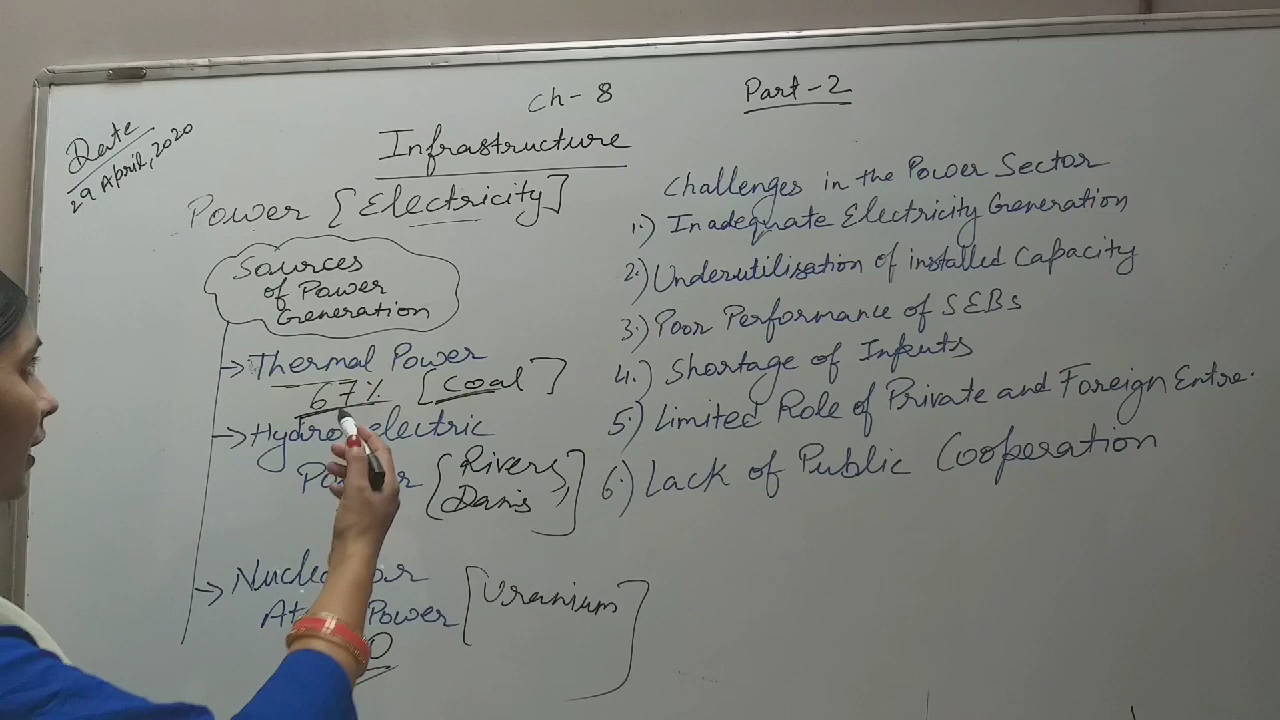 Date
29 April, 2020
Ch - 8
Part - 2
Infrastructure
Power [Electricity]
Sources
of Power
Generation
→ Thermal Power
67% [Coal]
→ Hydro electric
[Rivers,
Dams]
→
Power [Uranium]
Challenges in the Power Sector
1.) Inadequate Electricity Generation
2.) Underutilisation of installed Capacity
3.) Poor Performance of SEBs
4.) Shortage of Inputs
5.) Limited Role of Private and Foreign Entre.
6.) Lack of Public Cooperation